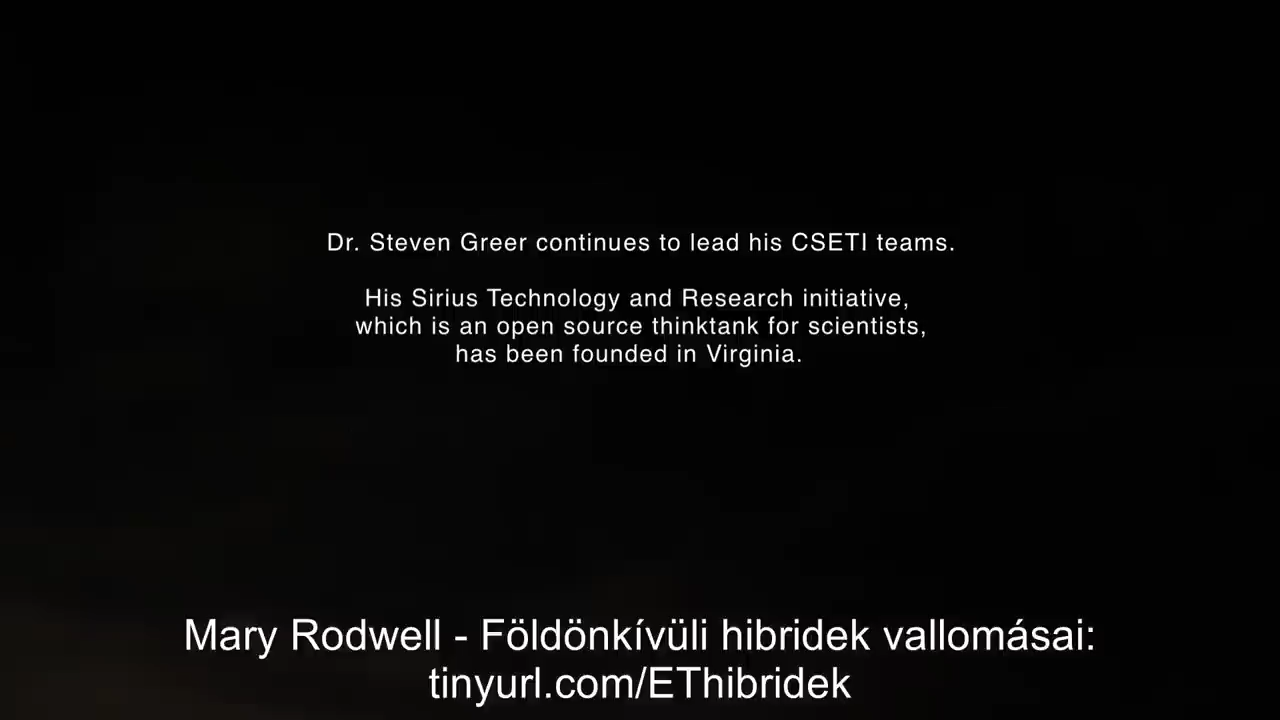 Dr. Steven Greer continues to lead his CSETI teams.
His Sirius Technology and Research initiative,
which is an open source thinktank for scientists,
has been founded in Virginia.
Mary Rodwell - Földönkívüli hibridek vallomásai:
tinyurl.com/EThibridek